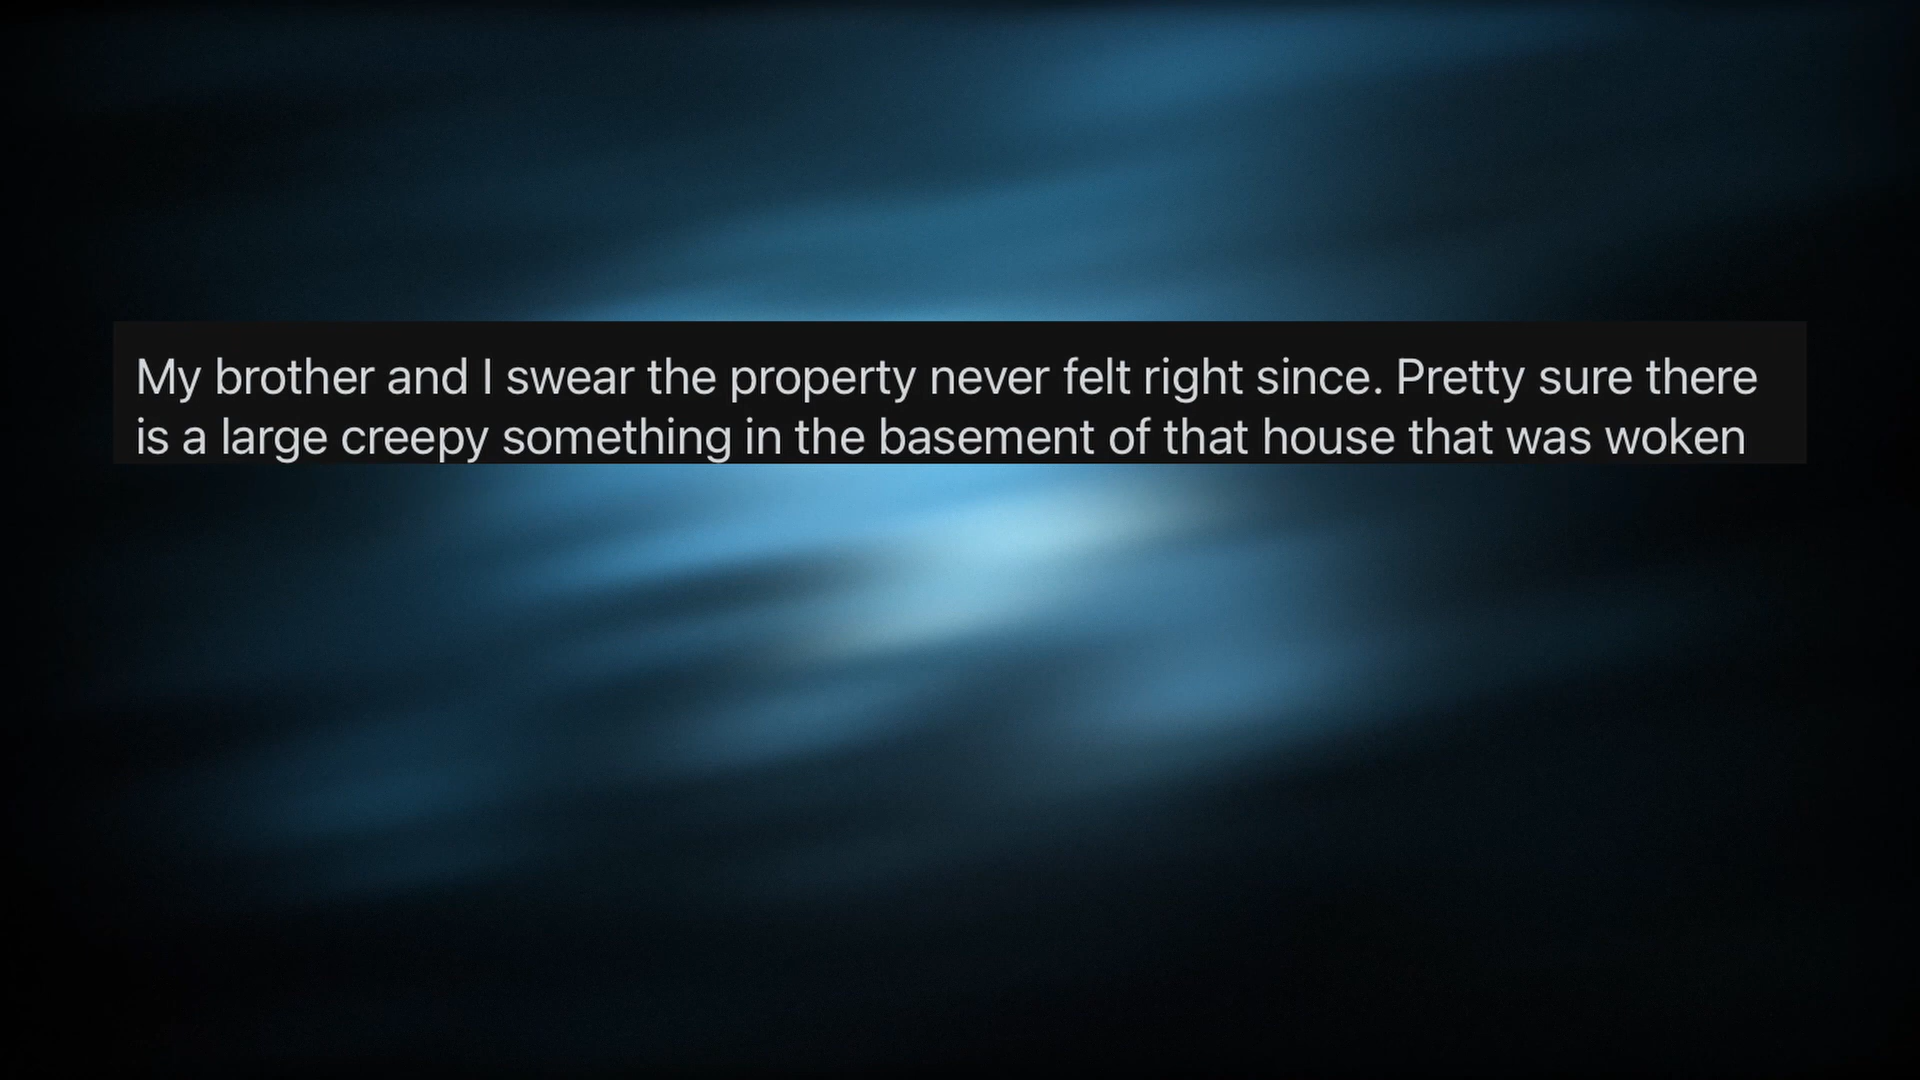 My brother and I swear the property never felt right since. Pretty sure there
is a large creepy something in the basement of that house that was woken